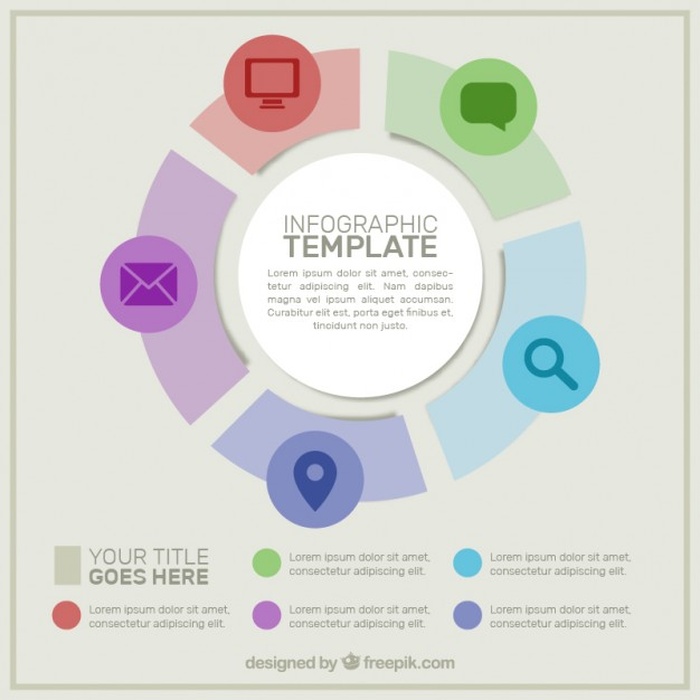 INFOGRAPHIC
TEMPLATE
Lorem ipsum dolor sit amet, consec-
tetur adipiscing elit. Nam dapibus
magna vel ipsum aliquet accumsan.
Curabitur elit est, porta eget finibus et,
tincidunt non justo.
YOUR TITLE
GOES HERE
Lorem ipsum dolor sit amet,
consectetur adipiscing elit.
Lorem ipsum dolor sit amet,
consectetur adipiscing elit.
Lorem ipsum dolor sit amet,
consectetur adipiscing elit.
Lorem ipsum dolor sit amet,
consectetur adipiscing elit.
Lorem ipsum dolor sit amet,
consectetur adipiscing elit.
designed by freepik.com